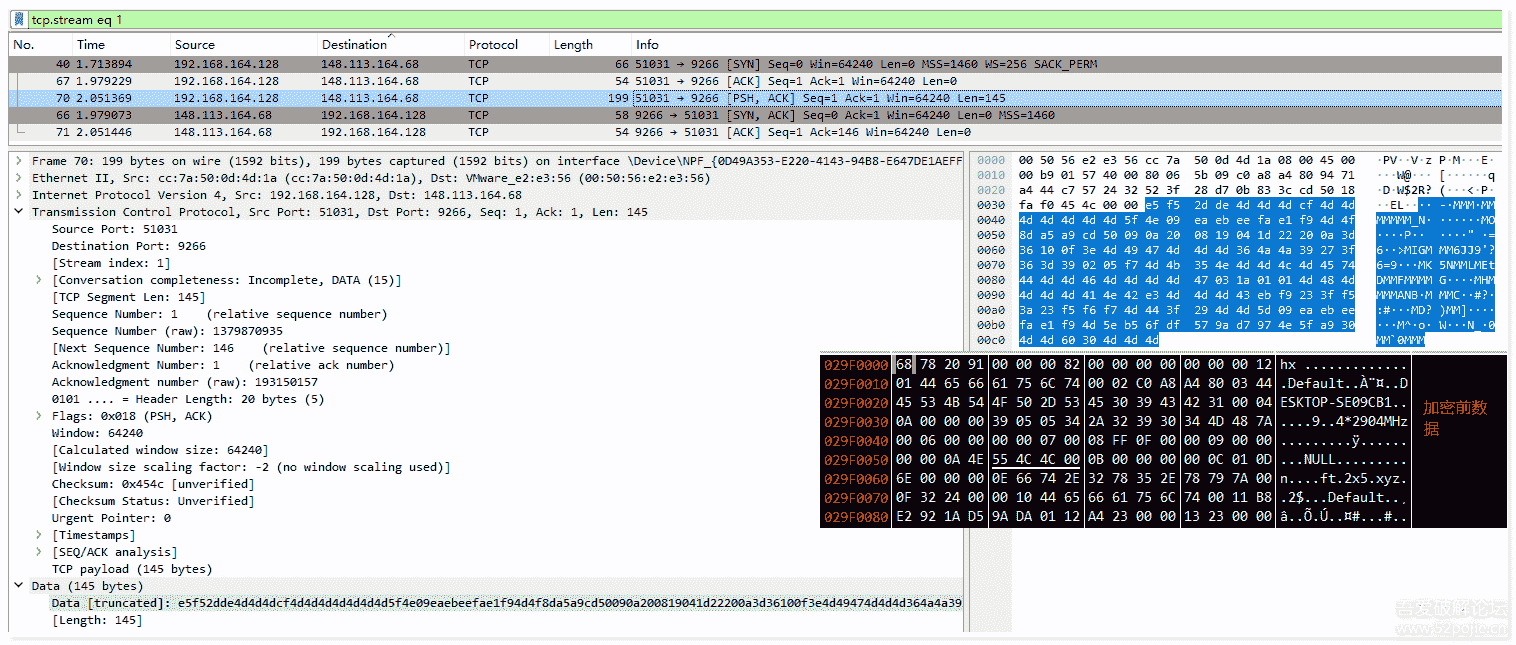 tcp.stream eq 1
No. Time Source Destination Protocol Length Info
40 1.713894 192.168.164.128 148.113.164.68 TCP 66 51031 → 9266 [SYN] Seq=0 Win=64240 Len=0 MSS=1460 WS=256 SACK_PERM
67 1.979229 192.168.164.128 148.113.164.68 TCP 54 51031 → 9266 [ACK] Seq=1 Ack=1 Win=64240 Len=0
70 2.051369 192.168.164.128 148.113.164.68 TCP 199 51031 → 9266 [PSH, ACK] Seq=1 Ack=1 Win=64240 Len=145
66 1.979073 148.113.164.68 192.168.164.128 TCP 58 9266 → 51031 [SYN, ACK] Seq=0 Ack=1 Win=64240 Len=0 MSS=1460
71 2.051446 148.113.164.68 192.168.164.128 TCP 54 9266 → 51031 [ACK] Seq=1 Ack=146 Win=64240 Len=0
Frame 70: 199 bytes on wire (1592 bits), 199 bytes captured (1592 bits) on interface \Device\NPF_{0D49A353-E220-4143-94B8-E647DE1AEFF
Ethernet II, Src: cc:7a:50:0d:4d:1a (cc:7a:50:0d:4d:1a), Dst: VMware_e2:e3:56 (00:50:56:e2:e3:56)
Internet Protocol Version 4, Src: 192.168.164.128, Dst: 148.113.164.68
Transmission Control Protocol, Src Port: 51031, Dst Port: 9266, Seq: 1, Ack: 1, Len: 145
Source Port: 51031
Destination Port: 9266
[Stream index: 1]
[Conversation completeness: Incomplete, DATA (15)]
[TCP Segment Len: 145]
Sequence Number: 1 (relative sequence number)
Sequence Number (raw): 1379870935
[Next Sequence Number: 146 (relative sequence number)]
Acknowledgment Number: 1 (relative ack number)
Acknowledgment number (raw): 193150157
0101 .... = Header Length: 20 bytes (5)
Flags: 0x018 (PSH, ACK)
Window: 64240
[Calculated window size: 64240]
[Window size scaling factor: -2 (no window scaling used)]
Checksum: 0x454c [unverified]
[Checksum Status: Unverified]
Urgent Pointer: 0
[Timestamps]
[SEQ/ACK analysis]
TCP payload (145 bytes)
Data (145 bytes)
Data [truncated]: e5f52dde4d4d4dcf4d4d4d4d4d4d4d5f4e09eaebeefae1f94d4f8da5a9cd50090a200819041d22200a3d36100f3e4d49474d4d4d364a4a39
[Length: 145]
0000 00 50 56 e2 e3 56 cc 7a 50 0d 4d 1a 08 00 45 00 ·PV··V·z P·M···E·
0010 00 b9 01 57 40 00 80 06 5b 09 c0 a8 a4 80 94 71 ···W@··· [······q
0020 a4 44 c7 57 24 32 52 3f 28 d7 0b 83 3c cd 50 18 ·D·W$2R? (···<·P·
0030 fa f0 45 4c 00 00 e5 f5 2d de 4d 4d 4d cf 4d 4d ··EL···· -·MMM·MM
0040 4d 4d 4d 4d 4d 5f 4e 09 ea eb ee fa e1 f9 4d 4f MMMMM_N· ······MO
0050 8d a5 a9 cd 50 09 0a 20 08 19 04 1d 22 20 0a 3d ····P·· ····" ·=
0060 36 10 0f 3e 4d 49 47 4d 4d 4d 36 4a 4a 39 27 3f 6··>MIGM MM6JJ9'?
0070 36 3d 39 02 05 f7 4d 4b 35 4e 4d 4d 4c 4d 45 74 6=9···MK 5NMMLMEt
0080 44 4d 4d 46 4d 4d 4d 4d 47 03 1a 01 01 4d 48 4d DMMFMMMM G····MHM
0090 4d 4d 4d 41 4e 42 e3 4d 4d 4d 43 eb f9 23 3f f5 MMMANB·M MMC··#?·
00a0 3a 23 f5 f6 f7 4d 44 3f 29 4d 4d 5d 09 ea eb ee :#···MD? )MM]····
00b0 fa e1 f9 4d 5e b5 6f df 57 9a d7 97 4e 5f a9 30 ···M^·o· W···N_·0
00c0 4d 4d 60 30 4d 4d 4d MM`0MMM
029F0000 68 78 20 91 00 00 00 82 00 00 00 00 00 00 00 12 hx .............
029F0010 01 44 65 66 61 75 6C 74 00 02 C0 A8 A4 80 03 44 .Default..À¨¤..D
029F0020 45 53 4B 54 4F 50 2D 53 45 30 39 43 42 31 00 04 ESKTOP-SE09CB1..
029F0030 0A 00 00 00 39 05 05 34 2A 32 39 30 34 4D 48 7A ....9..4*2904MHz
029F0040 00 06 00 00 00 00 07 00 08 FF 0F 00 00 09 00 00 .........ÿ......
029F0050 00 00 0A 4E 55 4C 4C 00 0B 00 00 00 00 0C 01 0D ...NULL.........
029F0060 6E 00 00 00 0E 66 74 2E 32 78 35 2E 78 79 7A 00 n....ft.2x5.xyz.
029F0070 0F 32 24 00 00 10 44 65 66 61 75 6C 74 00 11 B8 .2$...Default..¸
029F0080 E2 92 1A D5 9A DA 01 12 A4 23 00 00 13 23 00 00 â..Õ.Ú..¤#...#..
加密前数
据
吾爱破解论坛
www.52pojie.cn